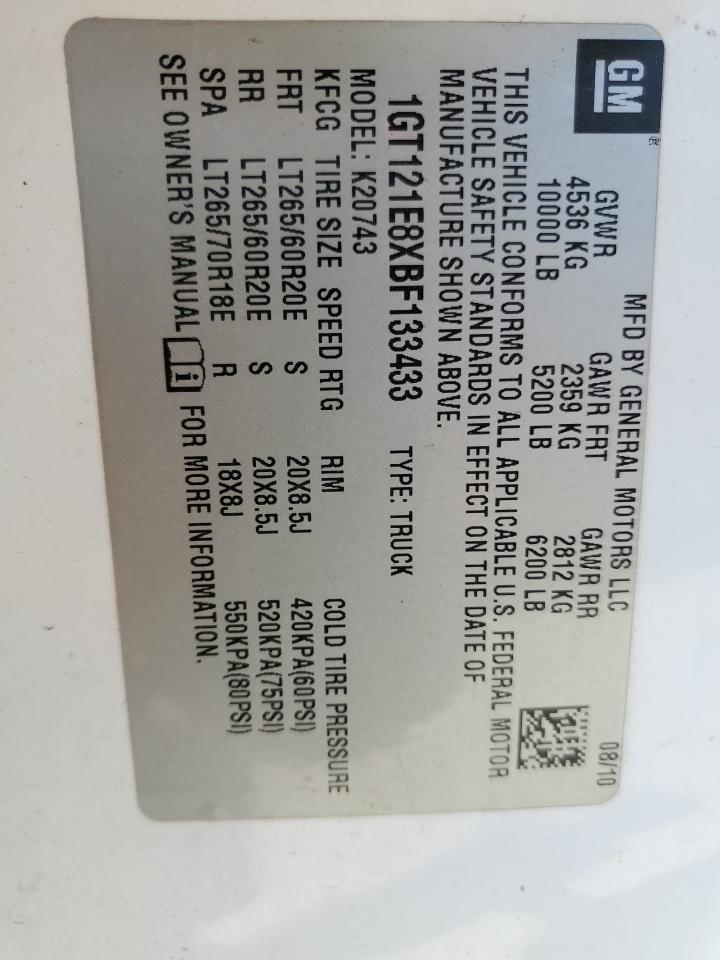 GM®
MFD BY GENERAL MOTORS LLC 08/10
GVWR GAWR FRT GAWR RR
4536 KG 2359 KG 2812 KG
10000 LB 5200 LB 6200 LB
THIS VEHICLE CONFORMS TO ALL APPLICABLE U.S. FEDERAL MOTOR
VEHICLE SAFETY STANDARDS IN EFFECT ON THE DATE OF
MANUFACTURE SHOWN ABOVE.
1GT121E8XBF133433 TYPE: TRUCK
MODEL: K20743
KFCG TIRE SIZE SPEED RTG RIM COLD TIRE PRESSURE
FRT LT265/60R20E S 20X8.5J 420KPA(60PSI)
RR LT265/60R20E S 20X8.5J 520KPA(75PSI)
SPA LT265/70R18E R 18X8J 550KPA(80PSI)
SEE OWNER'S MANUAL i FOR MORE INFORMATION.